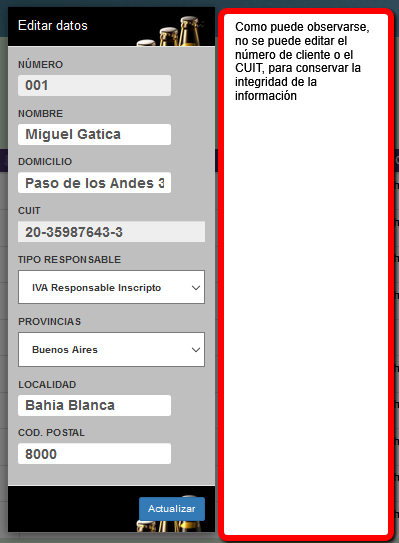 Editar datos
NÚMERO
001
NOMBRE
Miguel Gatica
DOMICILIO
Paso de los Andes 3
CUIT
20-35987643-3
TIPO RESPONSABLE
IVA Responsable Inscripto
PROVINCIAS
Buenos Aires
LOCALIDAD
Bahia Blanca
COD. POSTAL
8000
Actualizar
Como puede observarse,
no se puede editar el
número de cliente o el
CUIT, para conservar la
integridad de la
información